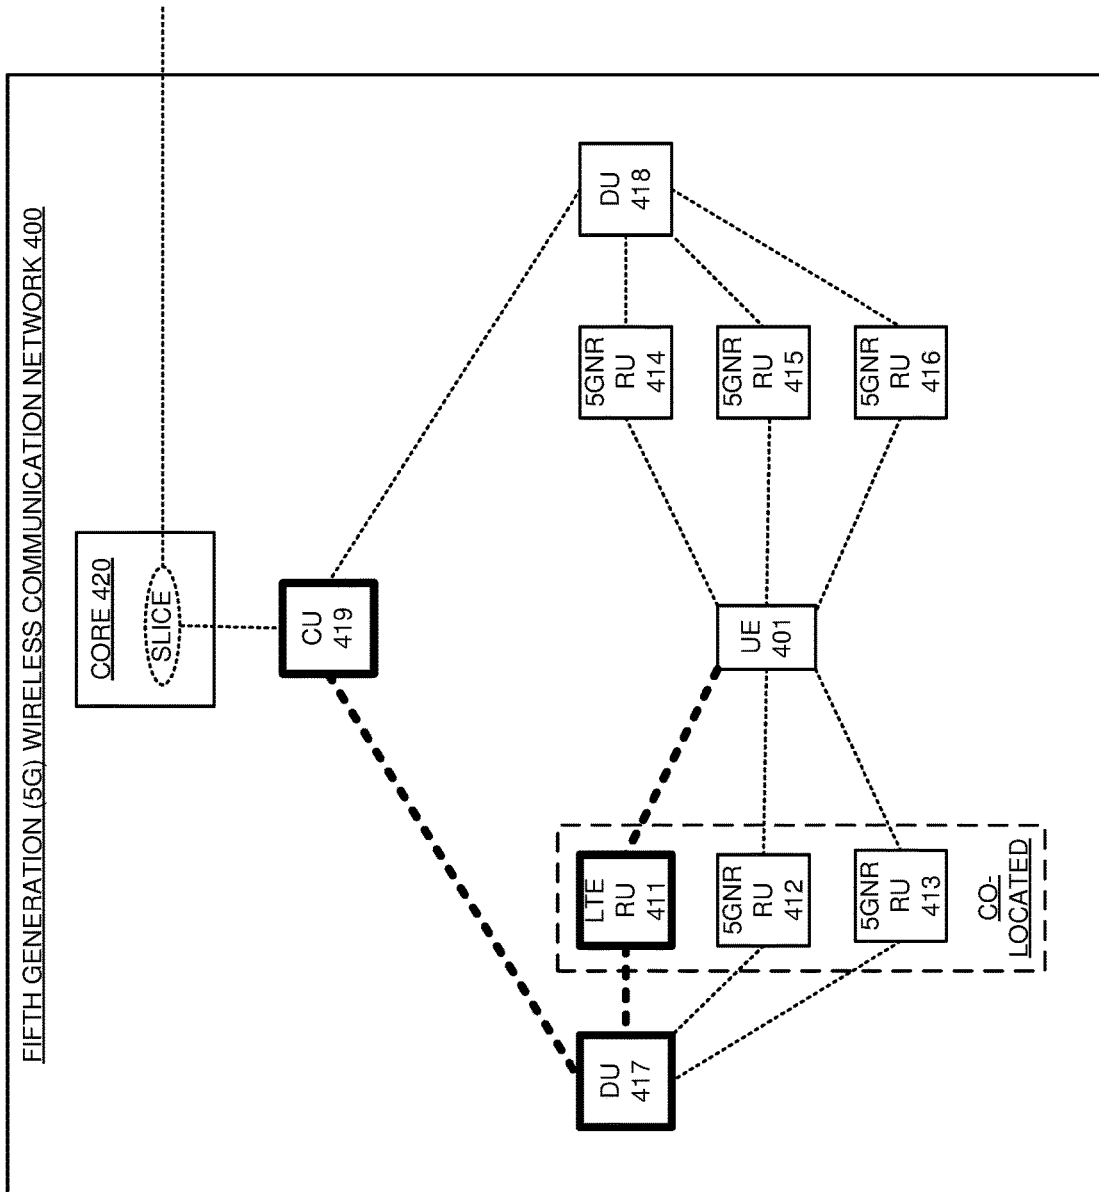 FIFTH GENERATION (5G) WIRELESS COMMUNICATION NETWORK 400
CORE 420
SLICE
CU
419
DU
417
LTE
RU
411
5GNR
RU
412
5GNR
RU
413
CO-
LOCATED
UE
401
5GNR
RU
414
5GNR
RU
415
5GNR
RU
416
DU
418